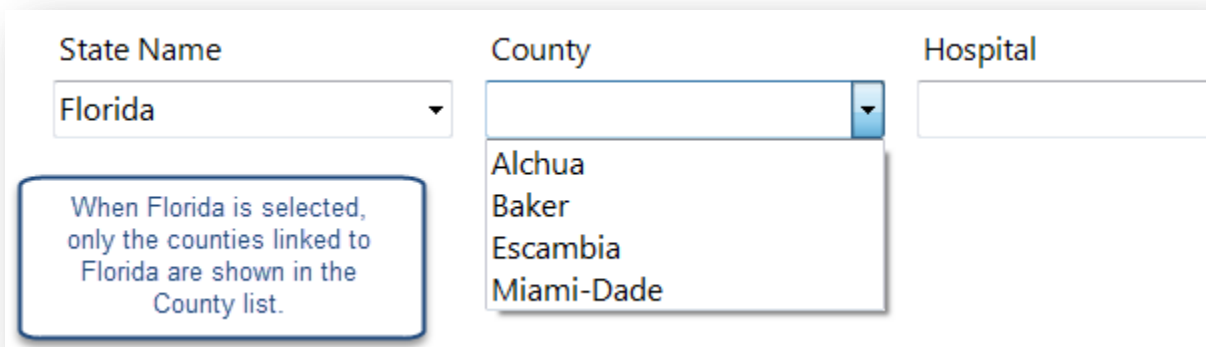 State Name
County
Hospital
Florida
Alchua
Baker
Escambia
Miami-Dade
When Florida is selected,
only the counties linked to
Florida are shown in the
County list.